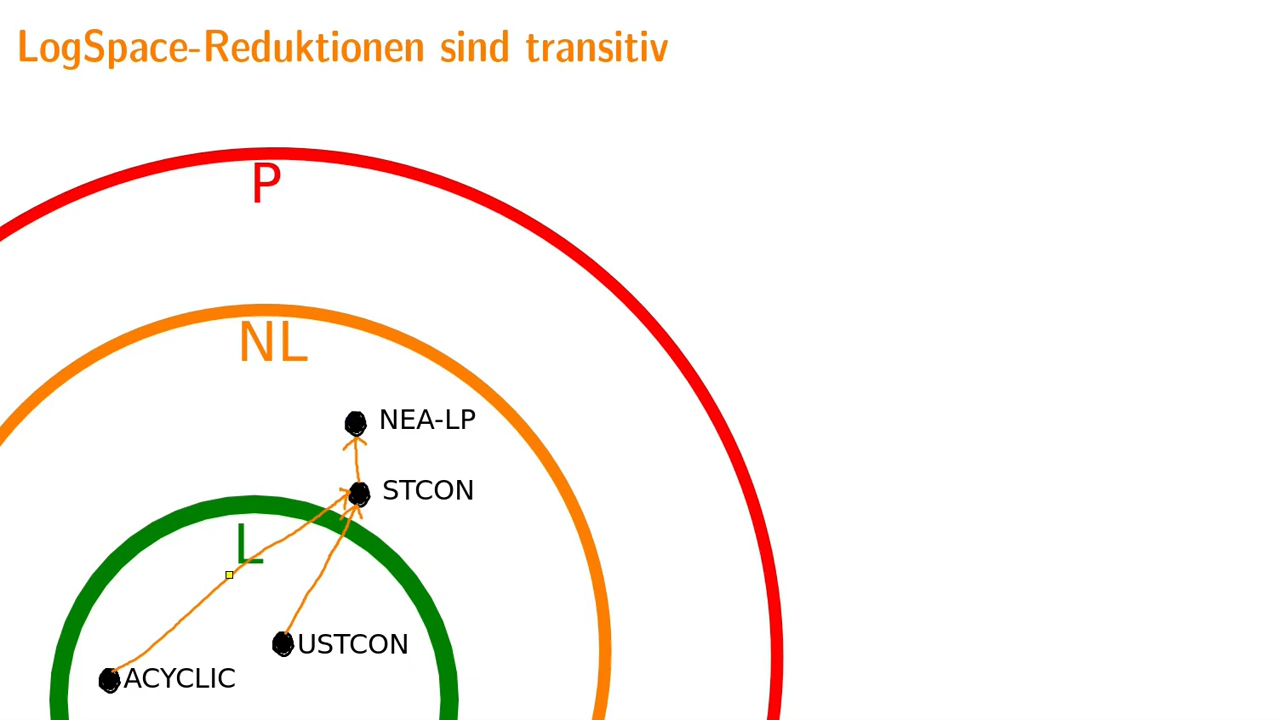 LogSpace-Reduktionen sind transitiv
P
NL
NEA-LP
STCON
L
USTCON
ACYCLIC